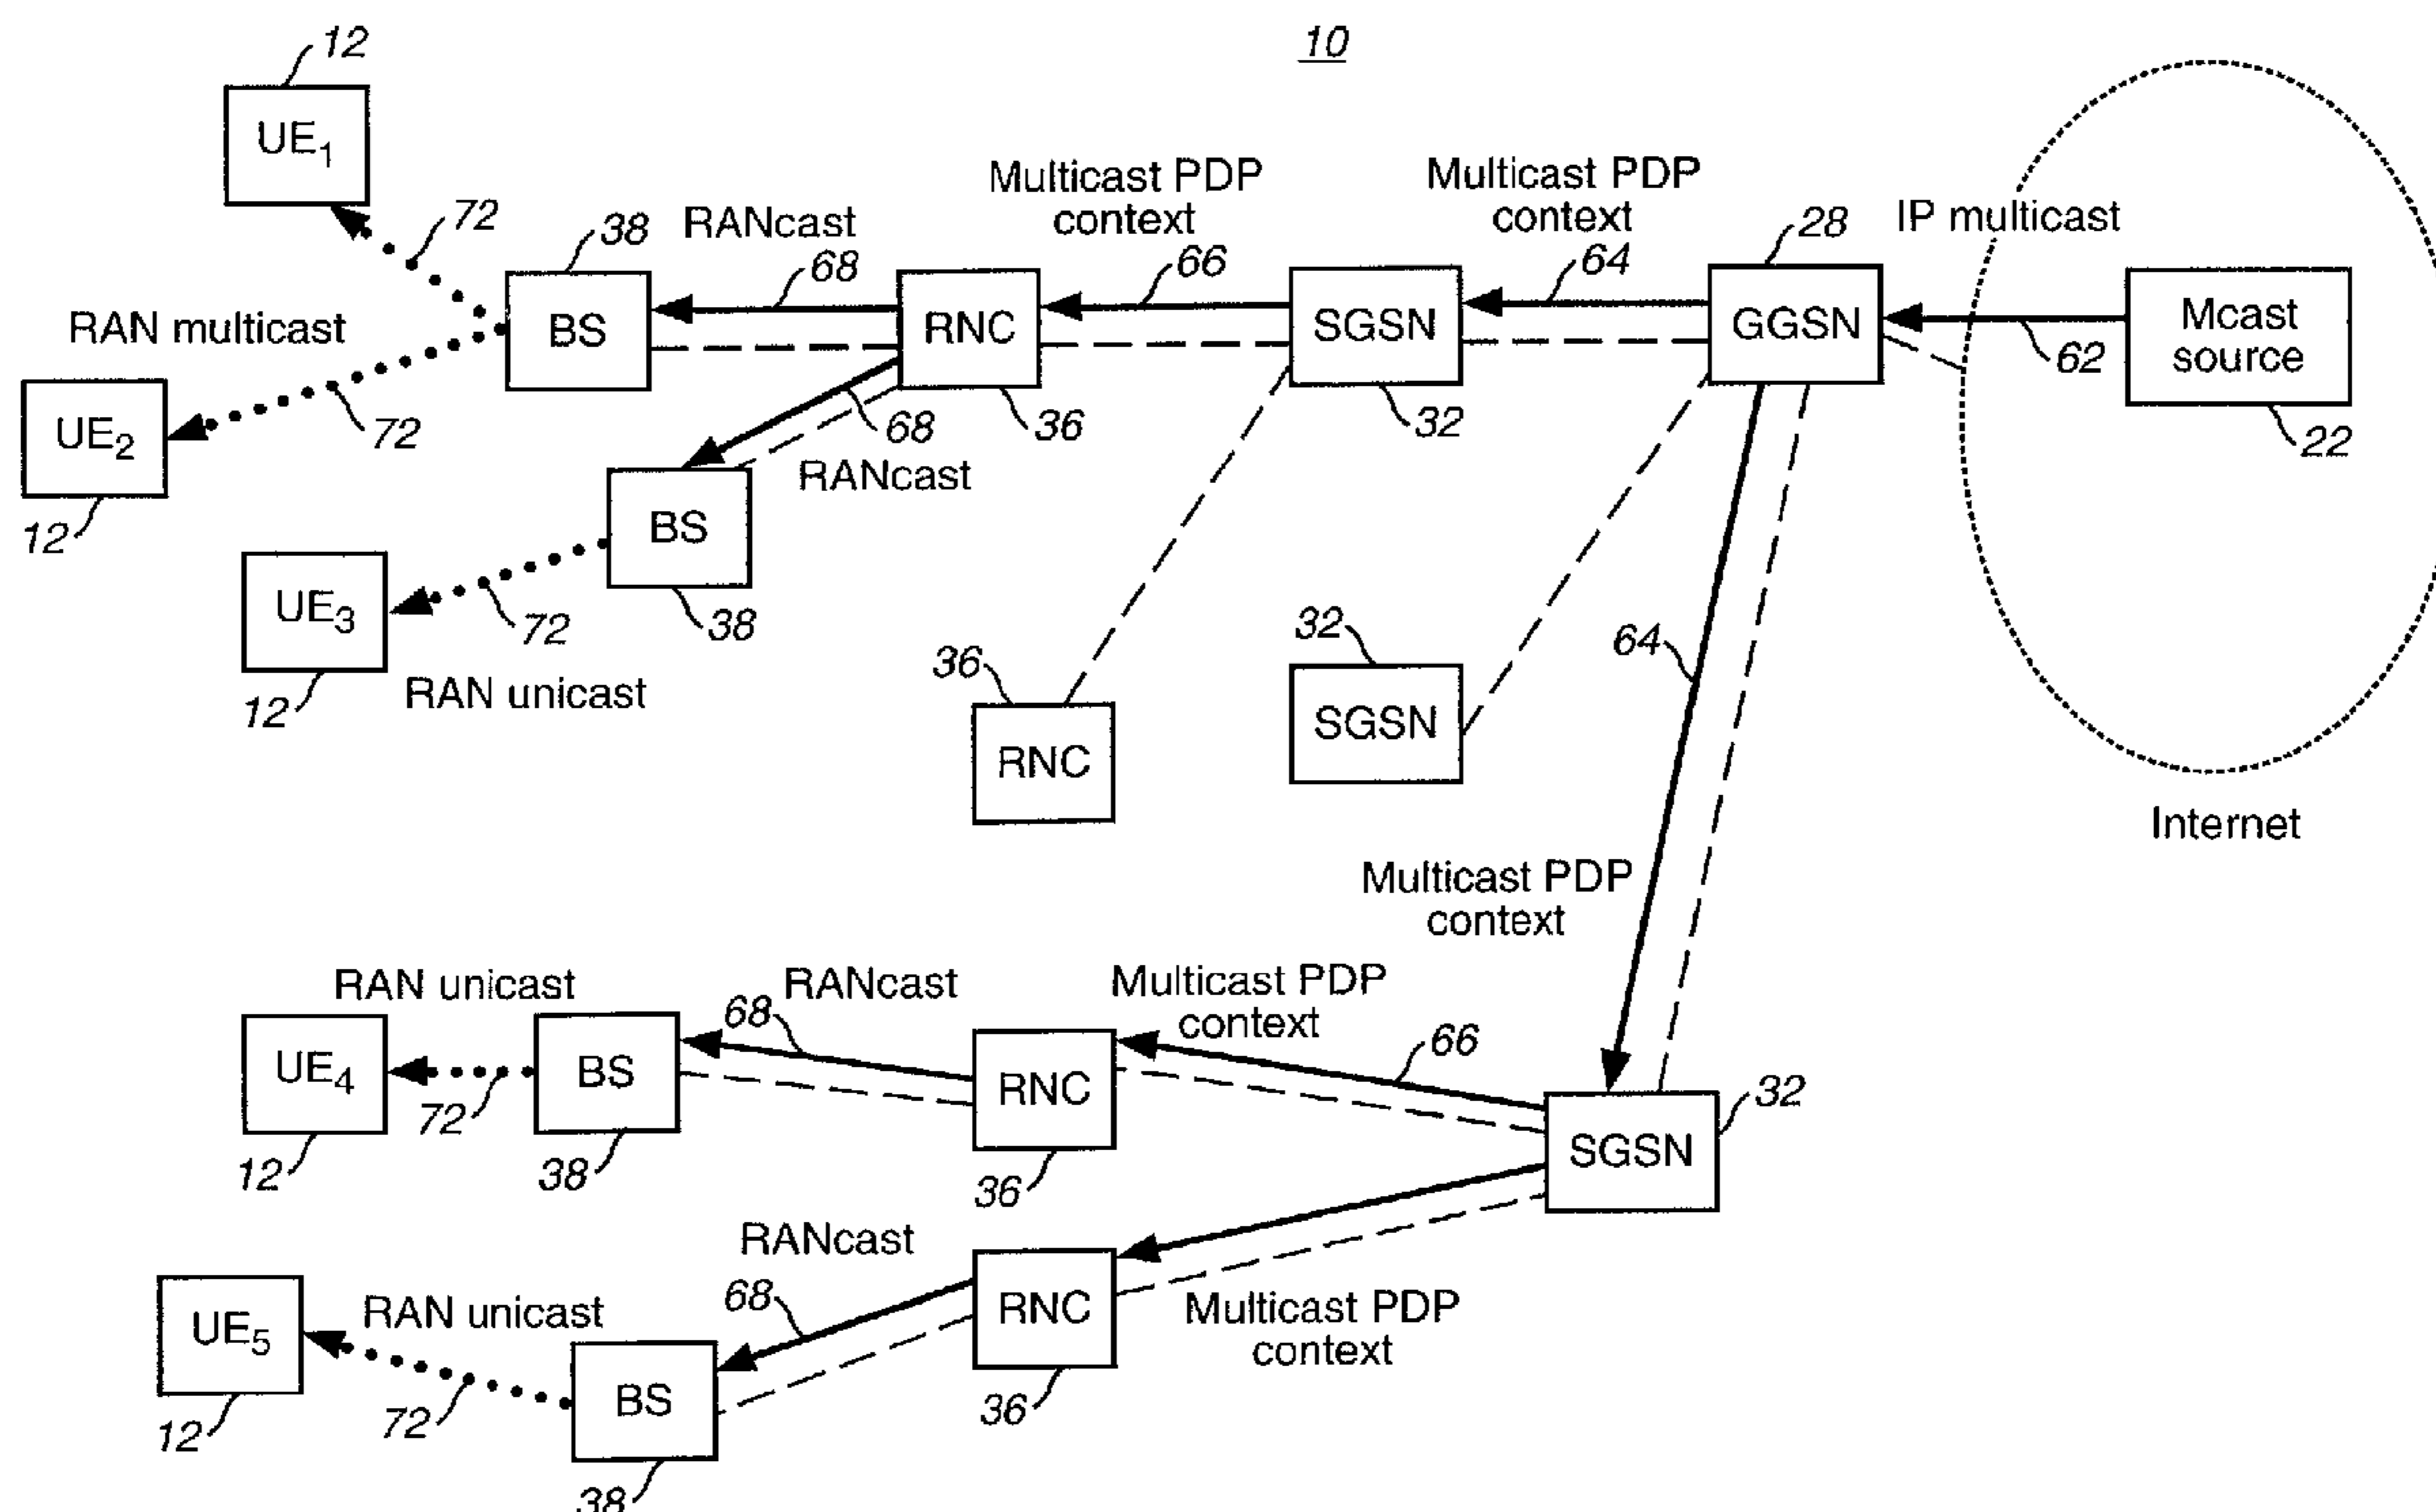 10
12
UE1
72
RAN multicast
UE2
12
72
38
BS
RANcast
68
Multicast PDP
context
66
RNC
36
68
RANcast
Multicast PDP
context
64
SGSN
32
28
GGSN
IP multicast
62
Mcast
source
22
Internet
BS
38
72
UE3
12
RAN unicast
36
RNC
32
SGSN
64
Multicast PDP
context
RAN unicast
UE4
12
72
BS
38
RANcast
68
RNC
36
Multicast PDP
context
66
SGSN
32
RANcast
68
RNC
36
Multicast PDP
context
RAN unicast
UE5
12
72
BS
38